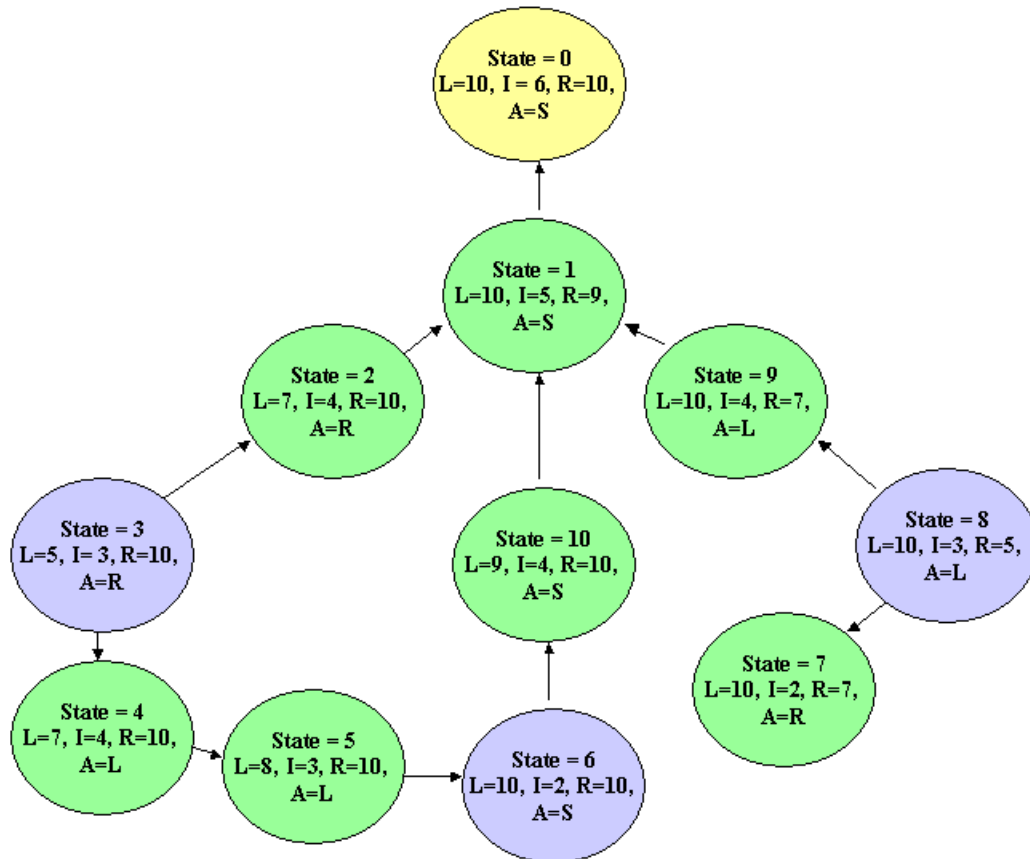 State = 0
L=10, I = 6, R=10,
A=S
State = 1
L=10, I=5, R=9,
A=S
State = 2
L=7, I=4, R=10,
A=R
State = 9
L=10, I=4, R=7,
A=L
State = 3
L=5, I= 3, R=10,
A=R
State = 10
L=9, I=4, R=10,
A=S
State = 8
L=10, I=3, R=5,
A=L
State = 7
L=10, I=2, R=7,
A=R
State = 4
L=7, I=4, R=10,
A=L
State = 5
L=8, I=3, R=10,
A=L
State = 6
L=10, I=2, R=10,
A=S